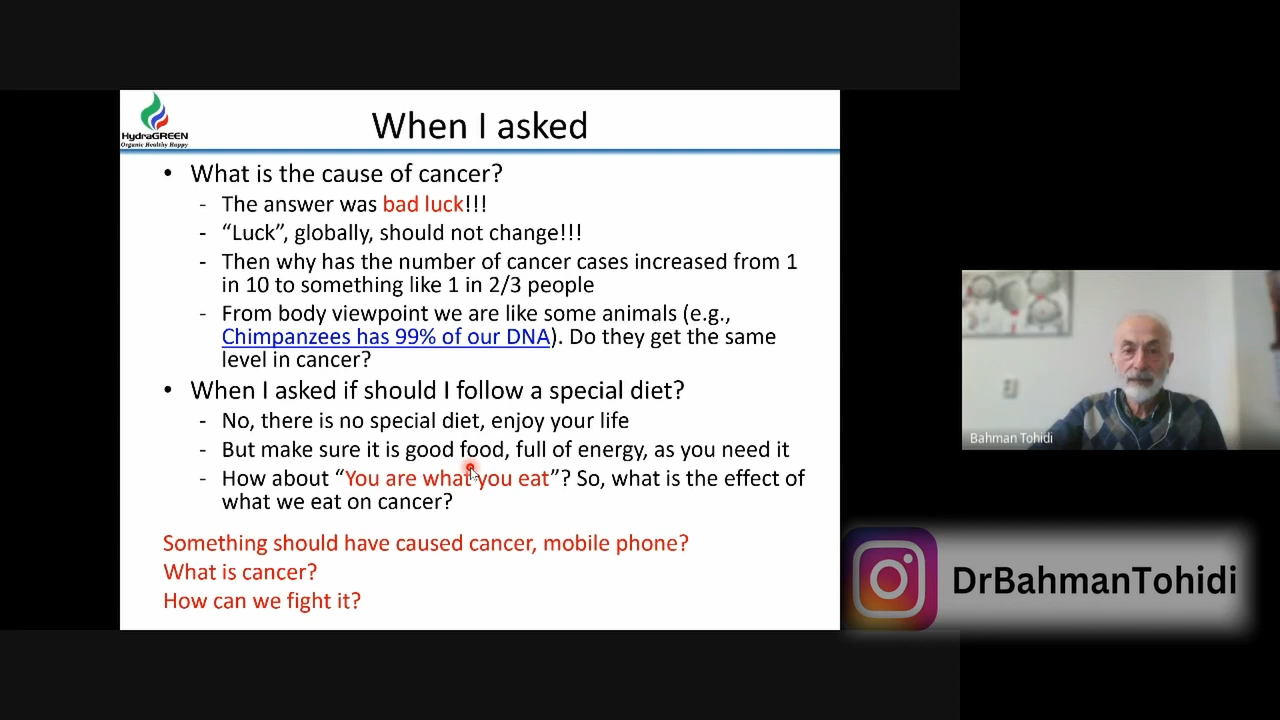 HydraGREEN
Organic Healthy Happy
When I asked
• What is the cause of cancer?
- The answer was bad luck!!!
- “Luck”, globally, should not change!!!
- Then why has the number of cancer cases increased from 1
in 10 to something like 1 in 2/3 people
- From body viewpoint we are like some animals (e.g.,
Chimpanzees has 99% of our DNA). Do they get the same
level in cancer?
• When I asked if should I follow a special diet?
- No, there is no special diet, enjoy your life
- But make sure it is good food, full of energy, as you need it
- How about “You are what you eat”? So, what is the effect of
what we eat on cancer?
Something should have caused cancer, mobile phone?
What is cancer?
How can we fight it?
Bahman Tohidi
DrBahmanTohidi